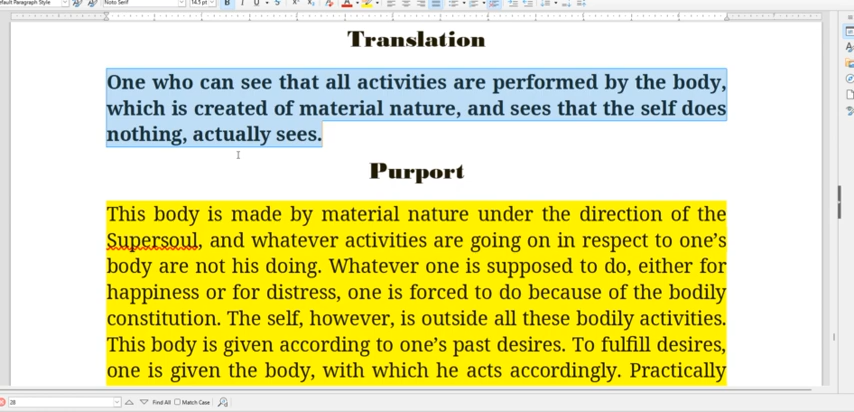 Noto Serif
14.5 pt
Translation
One who can see that all activities are performed by the body,
which is created of material nature, and sees that the self does
nothing, actually sees.
Purport
This body is made by material nature under the direction of the
Supersoul, and whatever activities are going on in respect to one’s
body are not his doing. Whatever one is supposed to do, either for
happiness or for distress, one is forced to do because of the bodily
constitution. The self, however, is outside all these bodily activities.
This body is given according to one’s past desires. To fulfill desires,
one is given the body, with which he acts accordingly. Practically
28 Find All Match Case